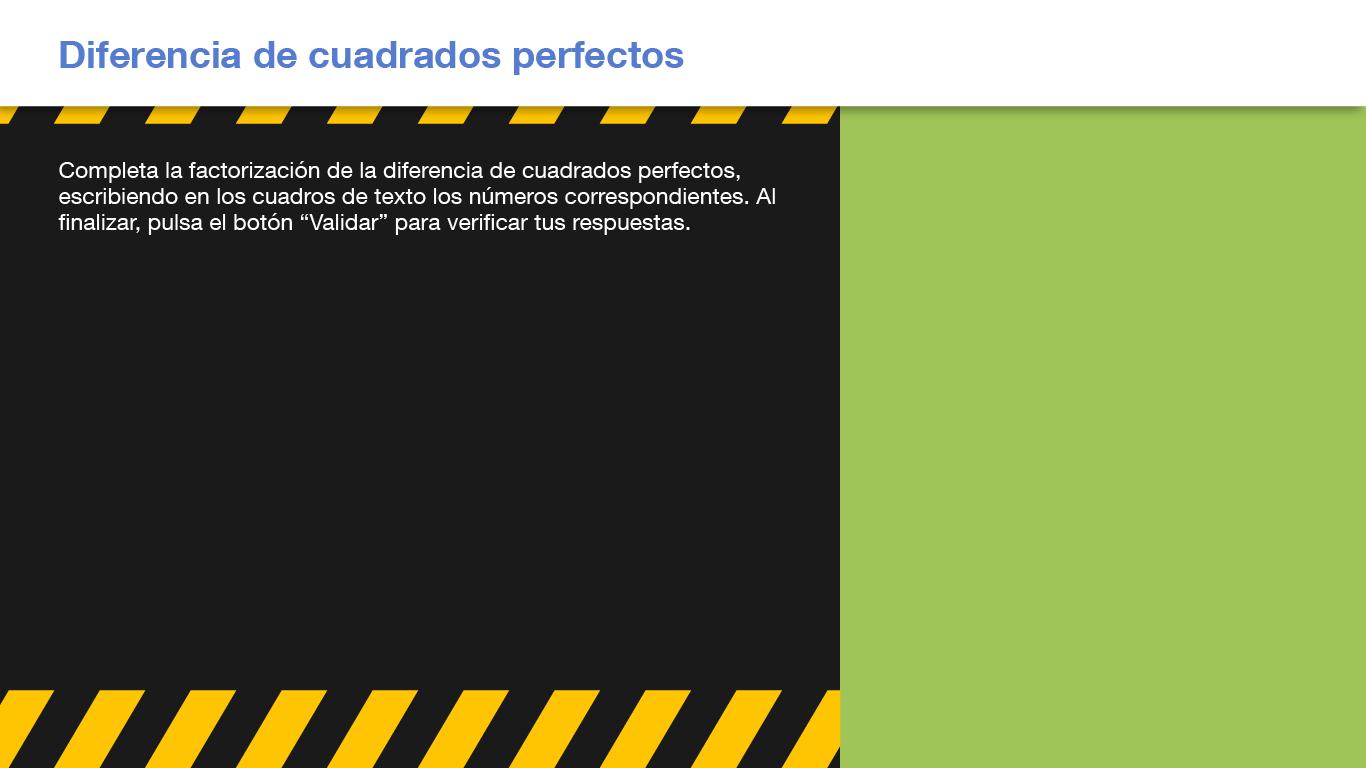 Diferencia de cuadrados perfectos
Completa la factorización de la diferencia de cuadrados perfectos,
escribiendo en los cuadros de texto los números correspondientes. Al
finalizar, pulsa el botón “Validar” para verificar tus respuestas.